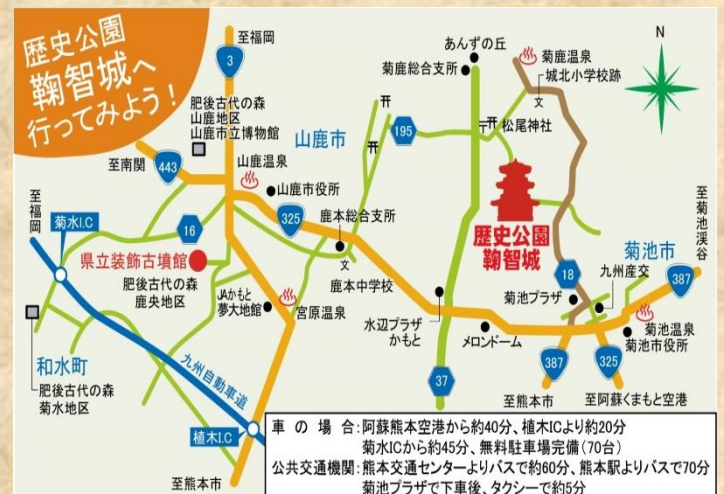 歴史公園
鞠智城へ
行ってみよう!
至福岡
3
肥後古代の森
山鹿地区
山鹿市立博物館
至南関
443
山鹿温泉
山鹿市
195
山鹿市役所
325
鹿本総合支所
文
鹿本中学校
あんずの丘
菊鹿総合支所
菊鹿温泉
城北小学校跡
文
松尾神社
N
歴史公園
鞠智城
至菊池渓谷
菊池市
387
18
九州産交
菊池プラザ
菊池温泉
菊池市役所
メロンドーム
水辺プラザ
かもと
387
325
至熊本市
至阿蘇くまもと空港
37
至福岡
菊水I.C
16
県立装飾古墳館
肥後古代の森
鹿央地区
JAかもと
夢大地館
宮原温泉
和水町
肥後古代の森
菊水地区
九州自動車道
植木I.C
至熊本市
車の場合:阿蘇熊本空港から約40分、植木ICより約20分
菊水ICから約45分、無料駐車場完備(70台)
公共交通機関:熊本交通センターよりバスで約60分、熊本駅よりバスで70分
菊池プラザで下車後、タクシーで約5分